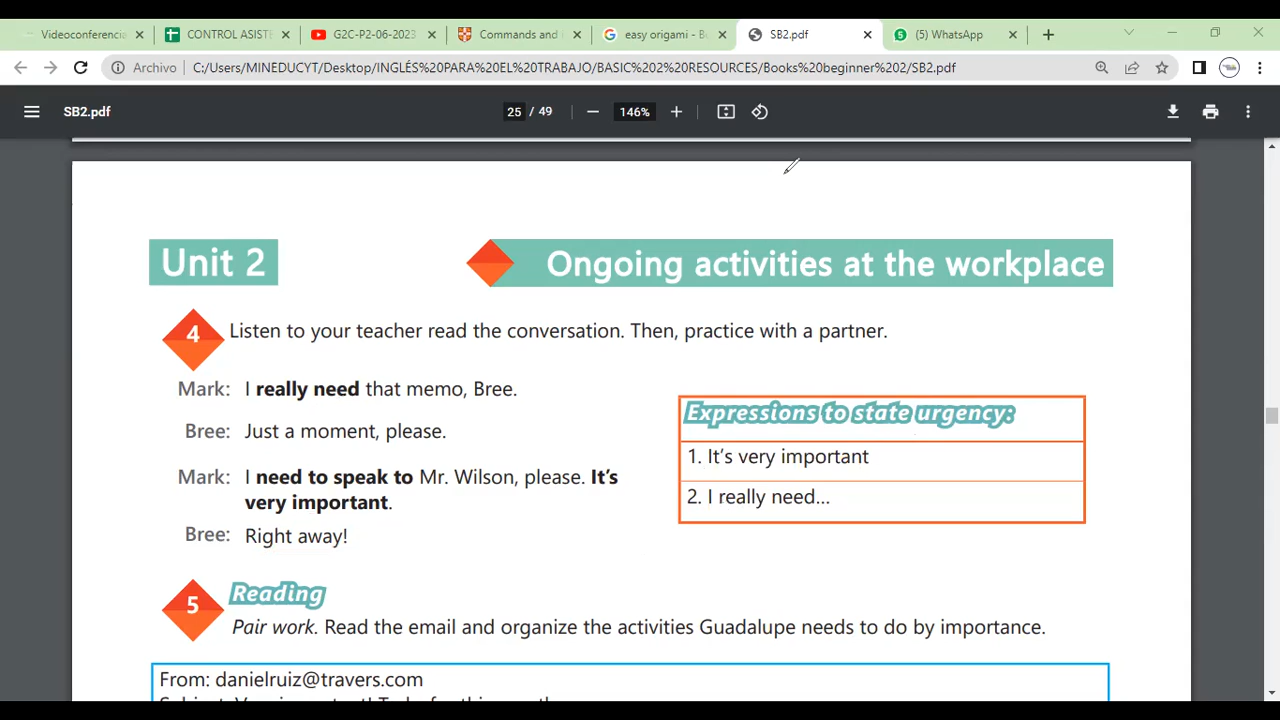 Videoconferencia
CONTROL ASISTE
G2C-P2-06-2023
Commands and
easy origami - Bu
SB2.pdf
(5) WhatsApp
Archivo
C:/Users/MINEDUCYT/Desktop/INGLÉS%20PARA%20EL%20TRABAJO/BASIC%202%20RESOURCES/Books%20beginner%202/SB2.pdf
SB2.pdf
25 / 49
146%
Unit 2
Ongoing activities at the workplace
4
Listen to your teacher read the conversation. Then, practice with a partner.
Mark: I really need that memo, Bree.
Bree: Just a moment, please.
Mark: I need to speak to Mr. Wilson, please. It's
very important.
Bree: Right away!
Expressions to state urgency:
1. It's very important
2. I really need...
5
Reading
Pair work. Read the email and organize the activities Guadalupe needs to do by importance.
From: danielruiz@travers.com